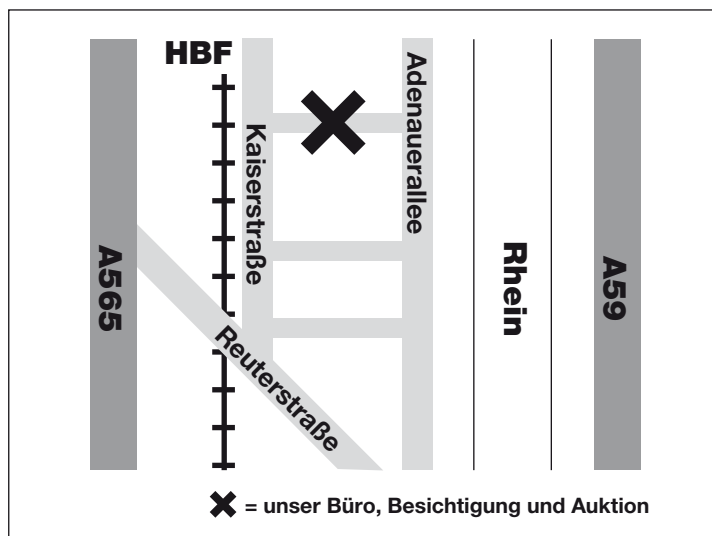 HBF
Kaiserstraße
Adenauerallee
A565
Reuterstraße
Rhein
A59
= unser Büro, Besichtigung und Auktion